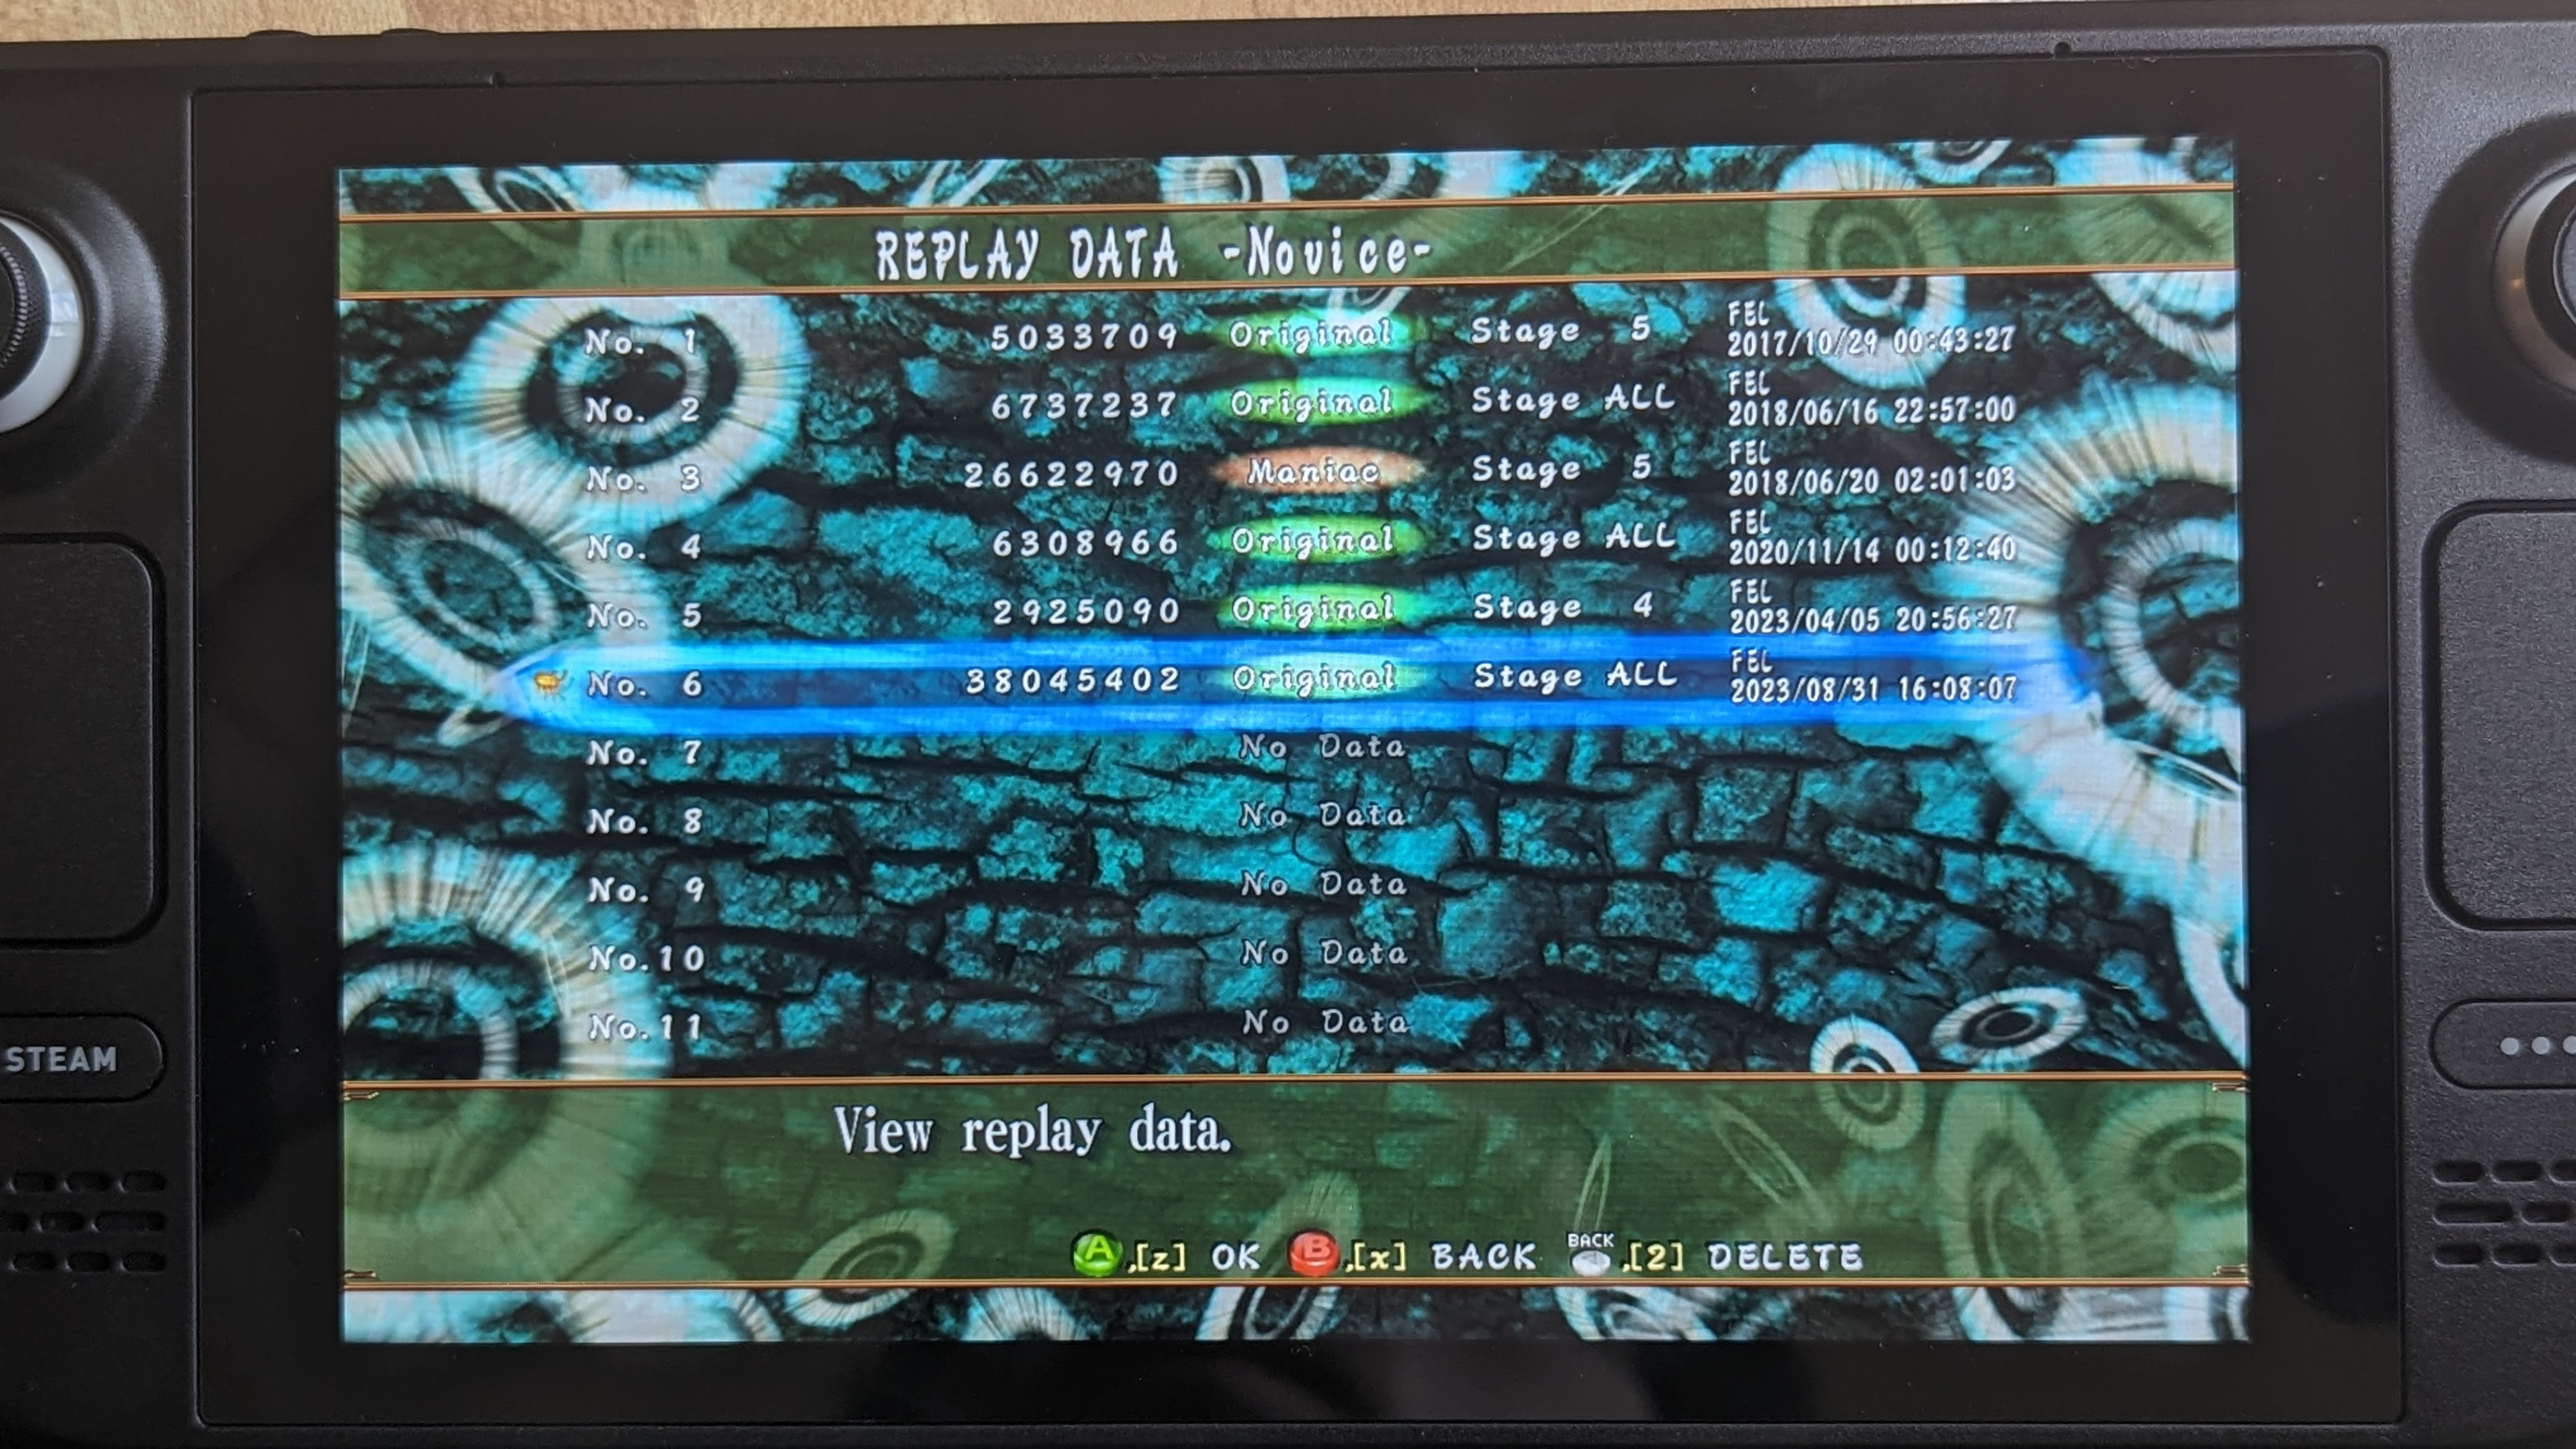 REPLAY DATA -Novice-
No. 1 5033709 Original Stage 5 FEL 2017/10/29 00:43:27
No. 2 6737237 Original Stage ALL FEL 2018/06/16 22:57:00
No. 3 26622970 Maniac Stage 5 FEL 2018/06/20 02:01:03
No. 4 6308966 Original Stage ALL FEL 2020/11/14 00:12:40
No. 5 2925090 Original Stage 4 FEL 2023/04/05 20:56:27
No. 6 38045402 Original Stage ALL FEL 2023/08/31 16:08:07
No. 7 No Data
No. 8 No Data
No. 9 No Data
No.10 No Data
No.11 No Data
STEAM
View replay data.
A,[z] OK B,[x] BACK BACK,[2] DELETE